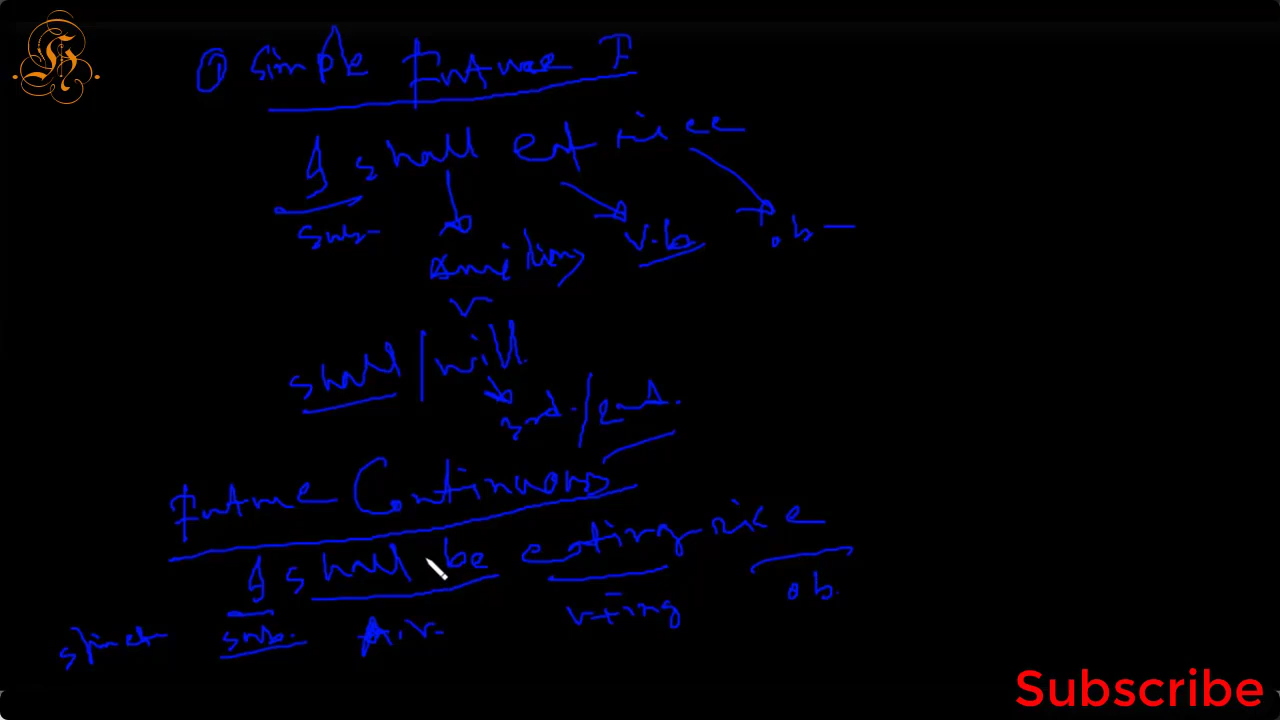 ① Simple Future T
I shall eat rice
sub-
v.b
ob-
Auxiliary
v
shall/will
3rd./2nd.
Future Continuous
I shall be eating rice
sub. A.V. v+ing ob.
Subscribe